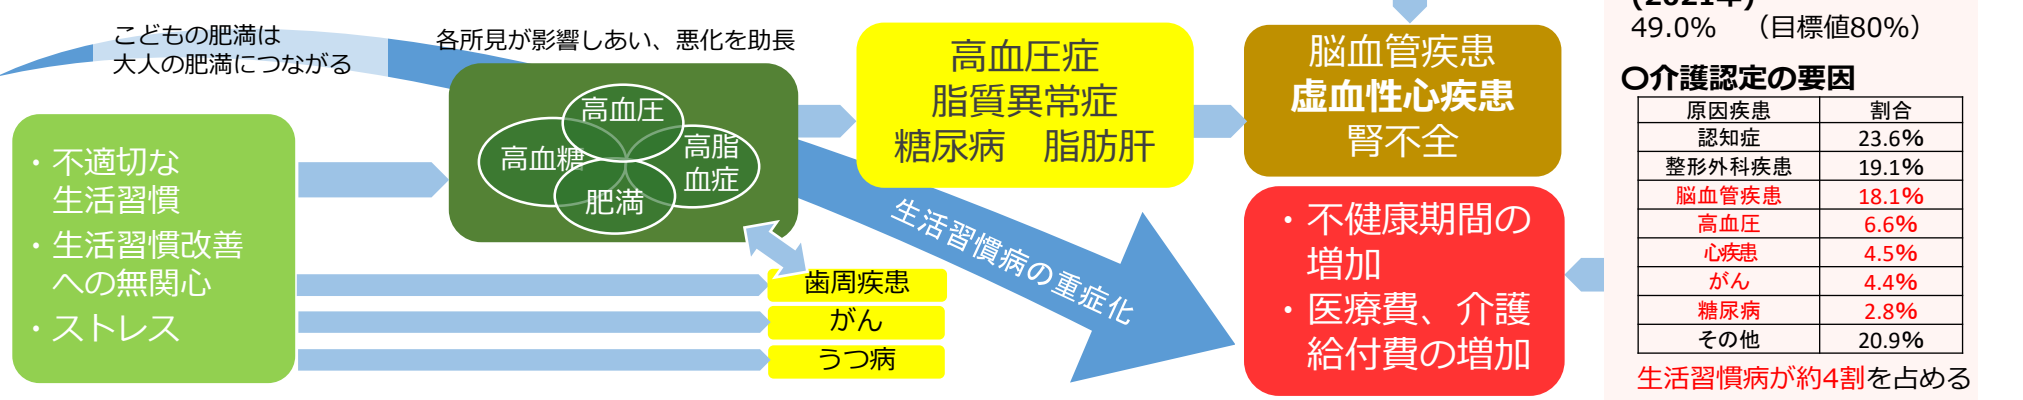 こどもの肥満は
大人の肥満につながる
各所見が影響しあい、悪化を助長
・不適切な
生活習慣
・生活習慣改善
への無関心
・ストレス
高血圧
高血糖
高脂
血症
肥満
歯周疾患
がん
うつ病
高血圧症
脂質異常症
糖尿病　脂肪肝
生活習慣病の重症化
脳血管疾患
虚血性心疾患
腎不全
・不健康期間の
増加
・医療費、介護
給付費の増加
(2021年)
49.0%　（目標値80%）
〇介護認定の要因
原因疾患　割合
認知症　23.6%
整形外科疾患　19.1%
脳血管疾患　18.1%
高血圧　6.6%
心疾患　4.5%
がん　4.4%
糖尿病　2.8%
その他　20.9%
生活習慣病が約4割を占める